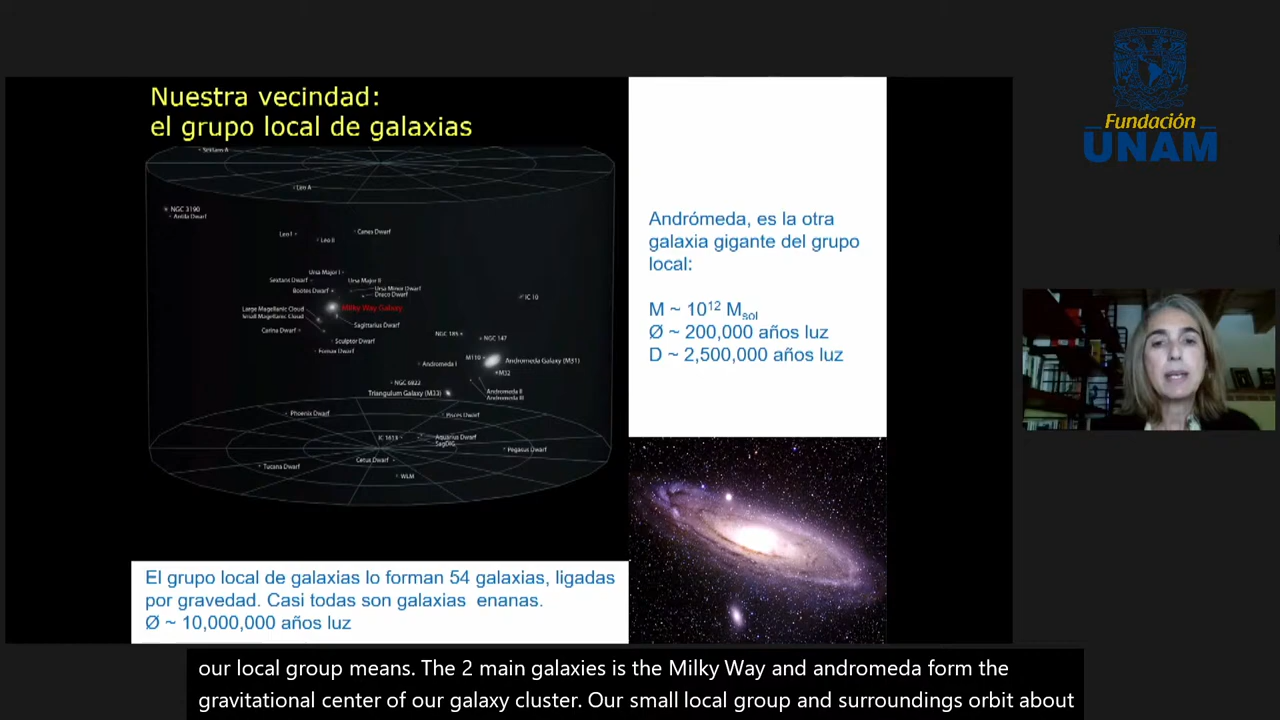 Nuestra vecindad:
el grupo local de galaxias
Sextans A
Leo A
NGC 3190
Antlia Dwarf
Leo I
Leo II
Canes Dwarf
Ursa Major I
Sextans Dwarf
Ursa Major II
Bootes Dwarf
Ursa Minor Dwarf
Draco Dwarf
IC 10
Large Magellanic Cloud
Milky Way Galaxy
Small Magellanic Cloud
Carina Dwarf
Sagittarius Dwarf
Sculptor Dwarf
Fornax Dwarf
NGC 185
NGC 147
M110
Andromeda Galaxy (M31)
Andromeda I
M32
NGC 6822
Triangulum Galaxy (M33)
Andromeda II
Andromeda III
Phoenix Dwarf
Pisces Dwarf
IC 1613
Aquarius Dwarf
SagDIG
Pegasus Dwarf
Cetus Dwarf
Tucana Dwarf
WLM
El grupo local de galaxias lo forman 54 galaxias, ligadas
por gravedad. Casi todas son galaxias enanas.
Ø ~ 10,000,000 años luz
Andrómeda, es la otra
galaxia gigante del grupo
local:
M ~ 10¹² Msol
Ø ~ 200,000 años luz
D ~ 2,500,000 años luz
Fundación
UNAM
our local group means. The 2 main galaxies is the Milky Way and andromeda form the
gravitational center of our galaxy cluster. Our small local group and surroundings orbit about